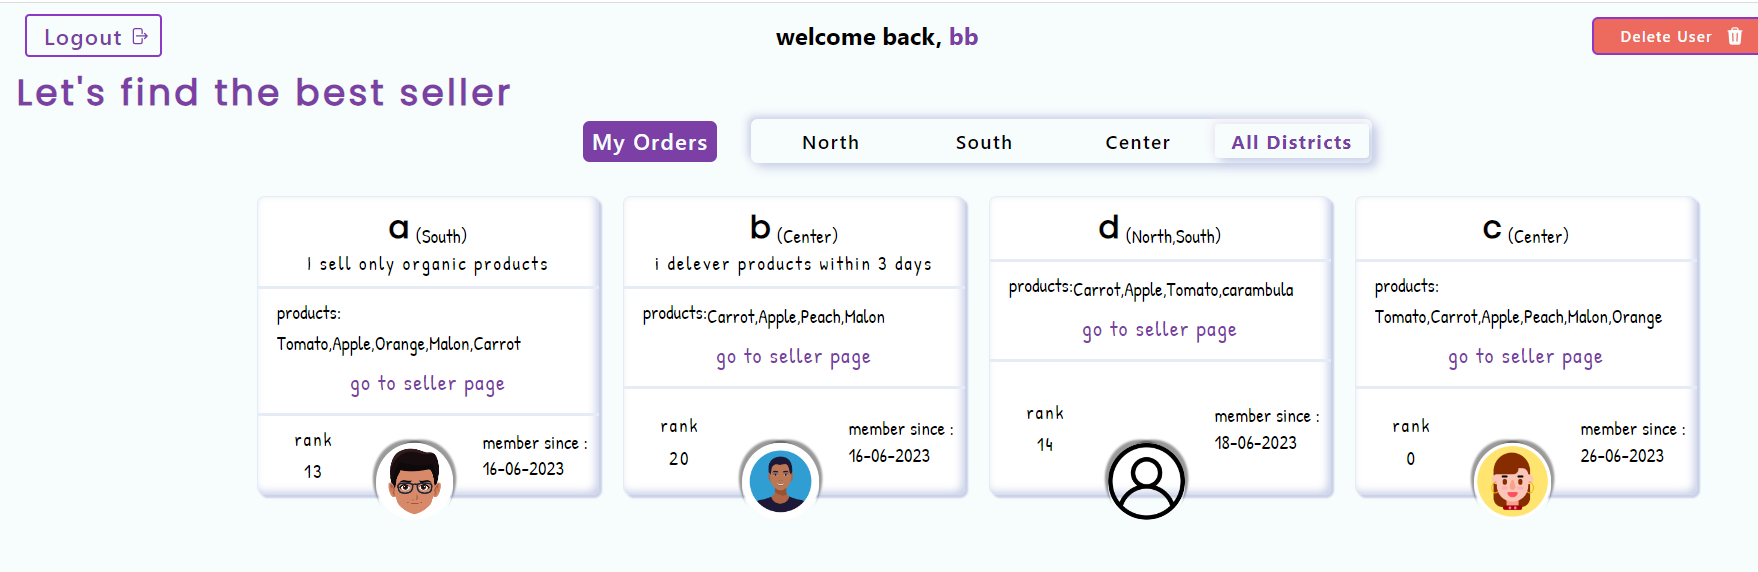 Logout
welcome back, bb
Delete User
Let's find the best seller
My Orders
North
South
Center
All Districts
a (South)
I sell only organic products
products:
Tomato,Apple,Orange,Malon,Carrot
go to seller page
rank
13
member since :
16-06-2023
b (Center)
i delever products within 3 days
products:Carrot,Apple,Peach,Malon
go to seller page
rank
20
member since :
16-06-2023
d (North,South)
products:Carrot,Apple,Tomato,carambula
go to seller page
rank
14
member since :
18-06-2023
c (Center)
products:
Tomato,Carrot,Apple,Peach,Malon,Orange
go to seller page
rank
0
member since :
26-06-2023